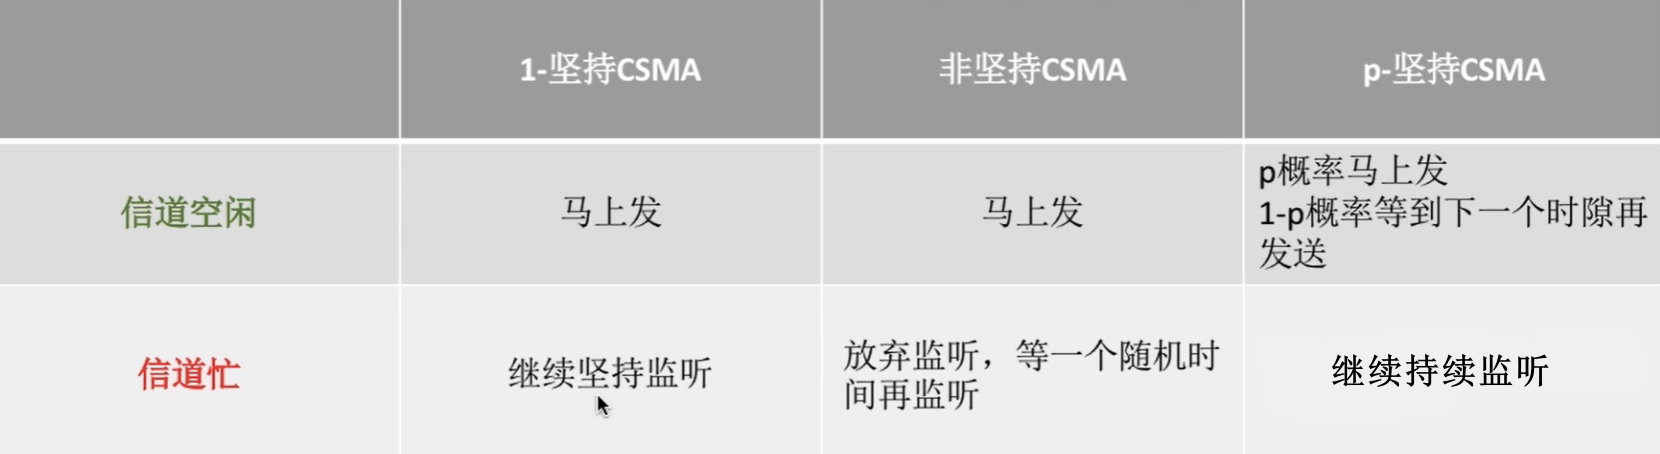 1-坚持CSMA
非坚持CSMA
p-坚持CSMA
信道空闲
马上发
马上发
p概率马上发
1-p概率等到下一个时隙再
发送
信道忙
继续坚持监听
放弃监听，等一个随机时
间再监听
继续持续监听